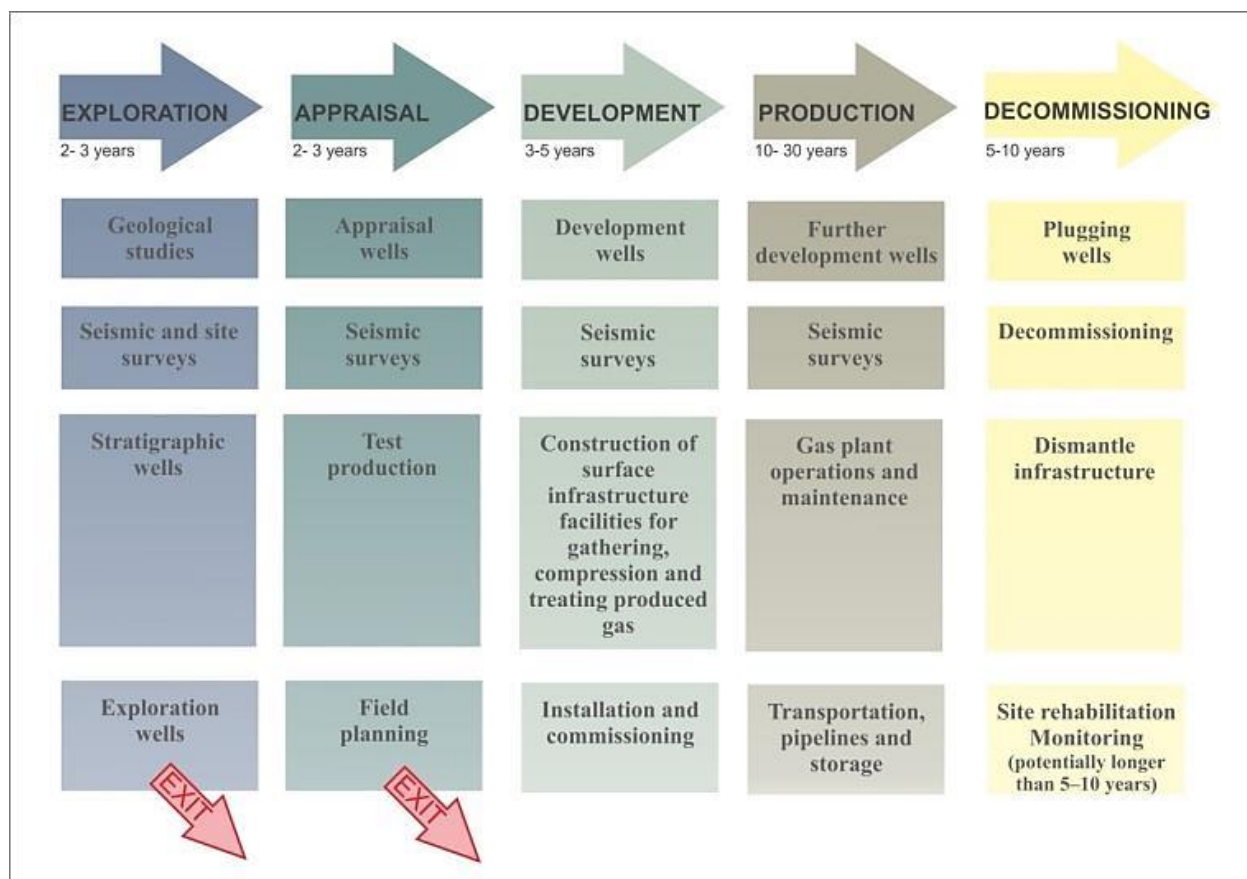 EXPLORATION
2- 3 years
APPRAISAL
2- 3 years
DEVELOPMENT
3-5 years
PRODUCTION
10- 30 years
DECOMMISSIONING
5-10 years
Geological
studies
Appraisal
wells
Development
wells
Further
development wells
Plugging
wells
Seismic and site
surveys
Seismic
surveys
Seismic
surveys
Seismic
surveys
Decommissioning
Stratigraphic
wells
Test
production
Construction of
surface
infrastructure
facilities for
gathering,
compression and
treating produced
gas
Gas plant
operations and
maintenance
Dismantle
infrastructure
Exploration
wells
Field
planning
Installation and
commissioning
Transportation,
pipelines and
storage
Site rehabilitation
Monitoring
(potentially longer
than 5–10 years)
EXIT
EXIT